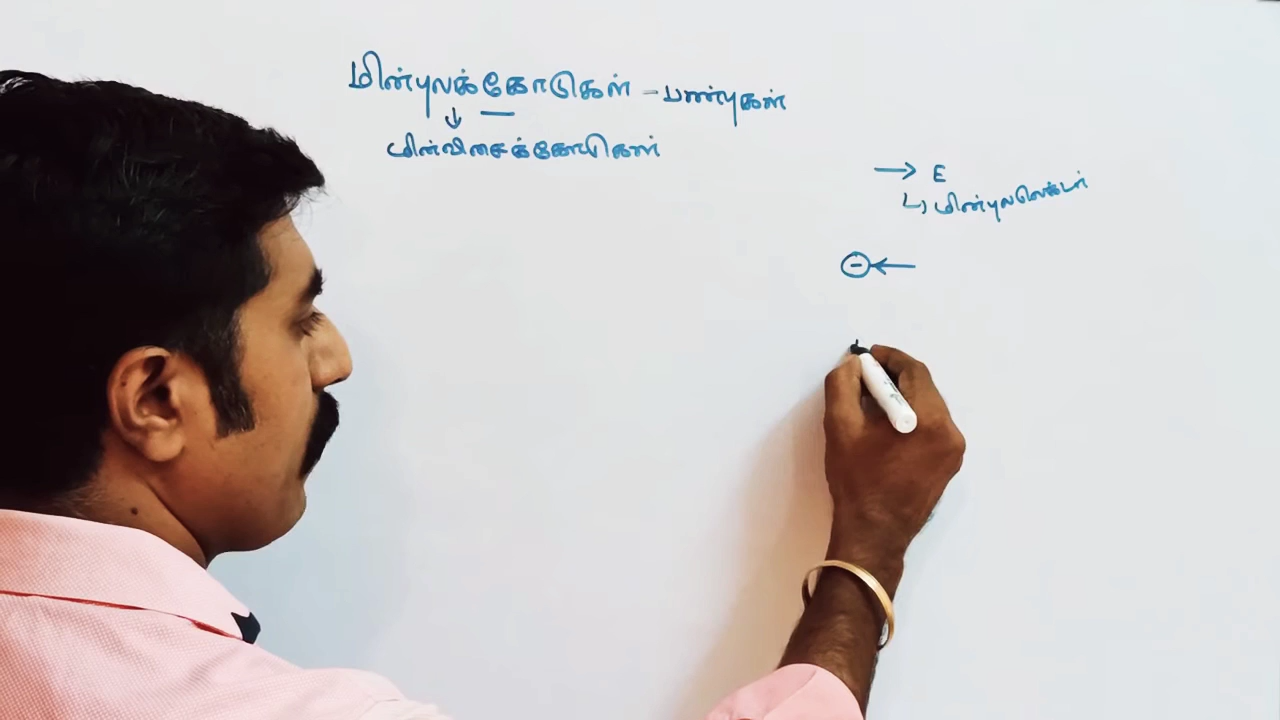 மின்புலக்கோடுகள் - பண்புகள்
மின்விசைக்கோடுகள்
→ E
மின்புலவெக்டர்
-